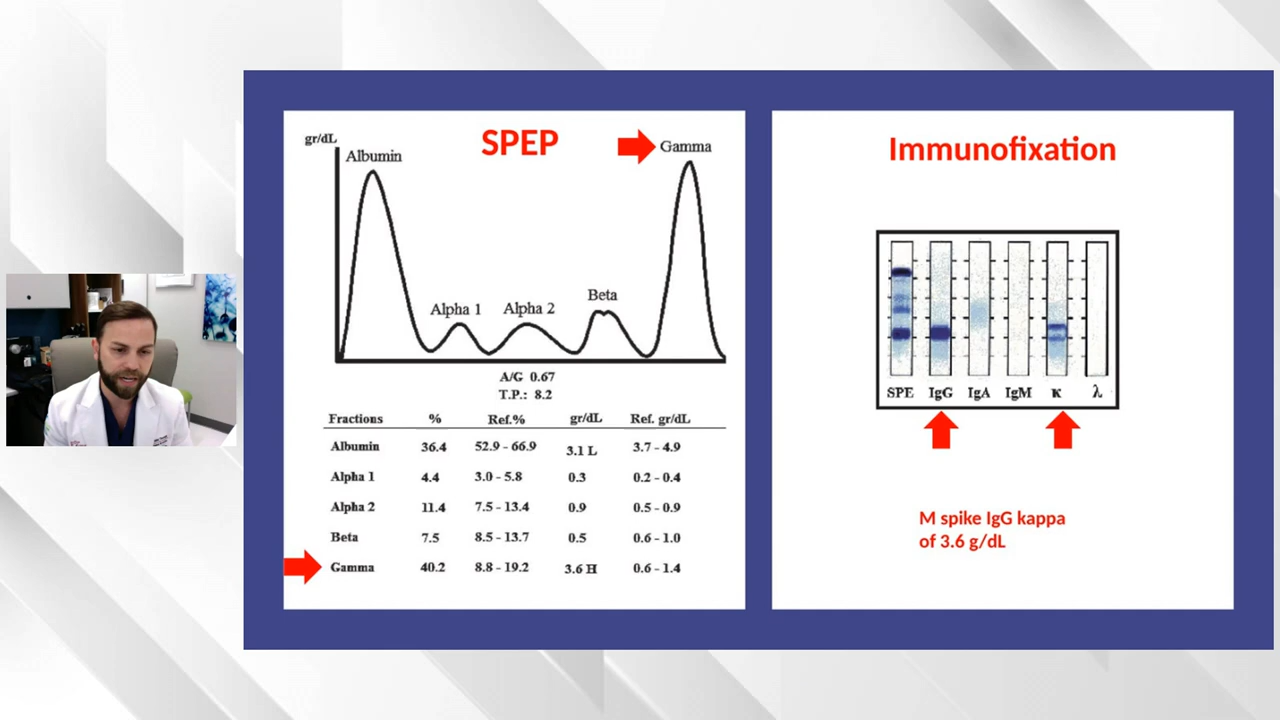 SPEP
gr/dL
Albumin
Alpha 1
Alpha 2
Beta
Gamma
A/G 0.67
T.P.: 8.2
Fractions % Ref.% gr/dL Ref. gr/dL
Albumin 36.4 52.9 - 66.9 3.1 L 3.7 - 4.9
Alpha 1 4.4 3.0 - 5.8 0.3 0.2 - 0.4
Alpha 2 11.4 7.5 - 13.4 0.9 0.5 - 0.9
Beta 7.5 8.5 - 13.7 0.5 0.6 - 1.0
Gamma 40.2 8.8 - 19.2 3.6 H 0.6 - 1.4
Immunofixation
SPE IgG IgA IgM κ λ
M spike IgG kappa
of 3.6 g/dL